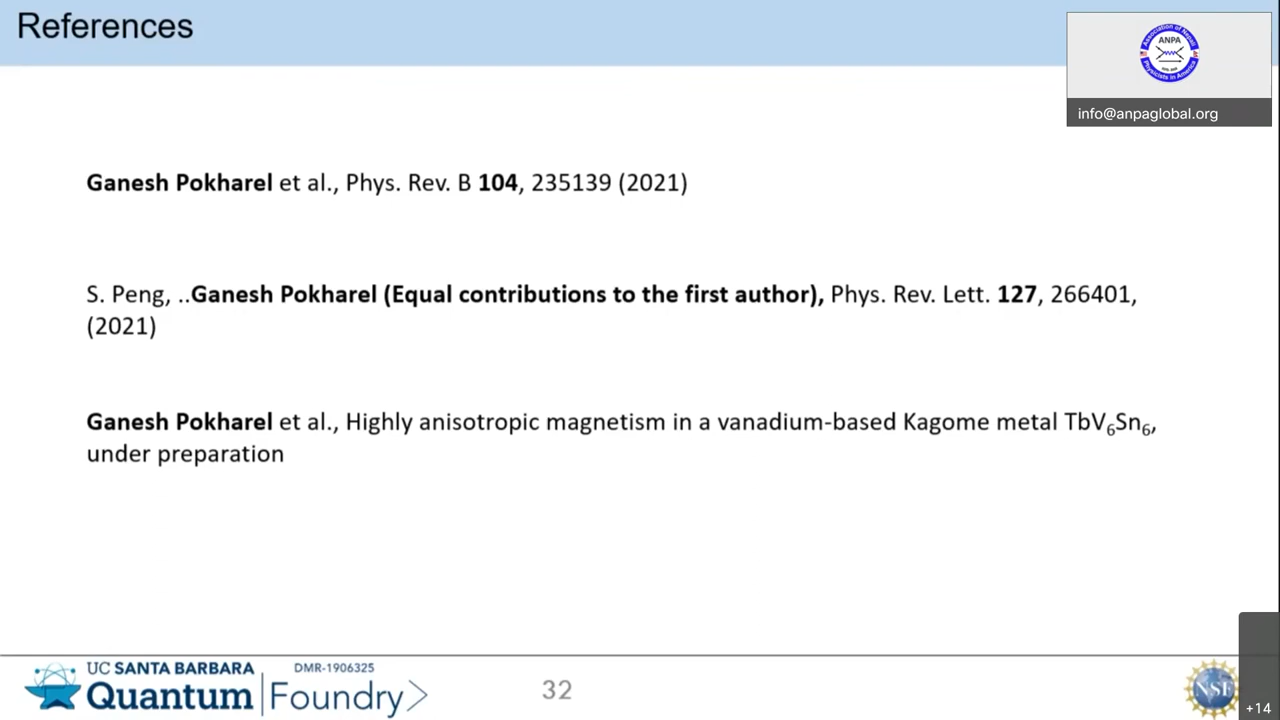 References
ANPA
info@anpaglobal.org
Ganesh Pokharel et al., Phys. Rev. B 104, 235139 (2021)
S. Peng, ..Ganesh Pokharel (Equal contributions to the first author), Phys. Rev. Lett. 127, 266401,
(2021)
Ganesh Pokharel et al., Highly anisotropic magnetism in a vanadium-based Kagome metal TbV₆Sn₆,
under preparation
UC SANTA BARBARA
Quantum Foundry
DMR-1906325
32
NSF
+14